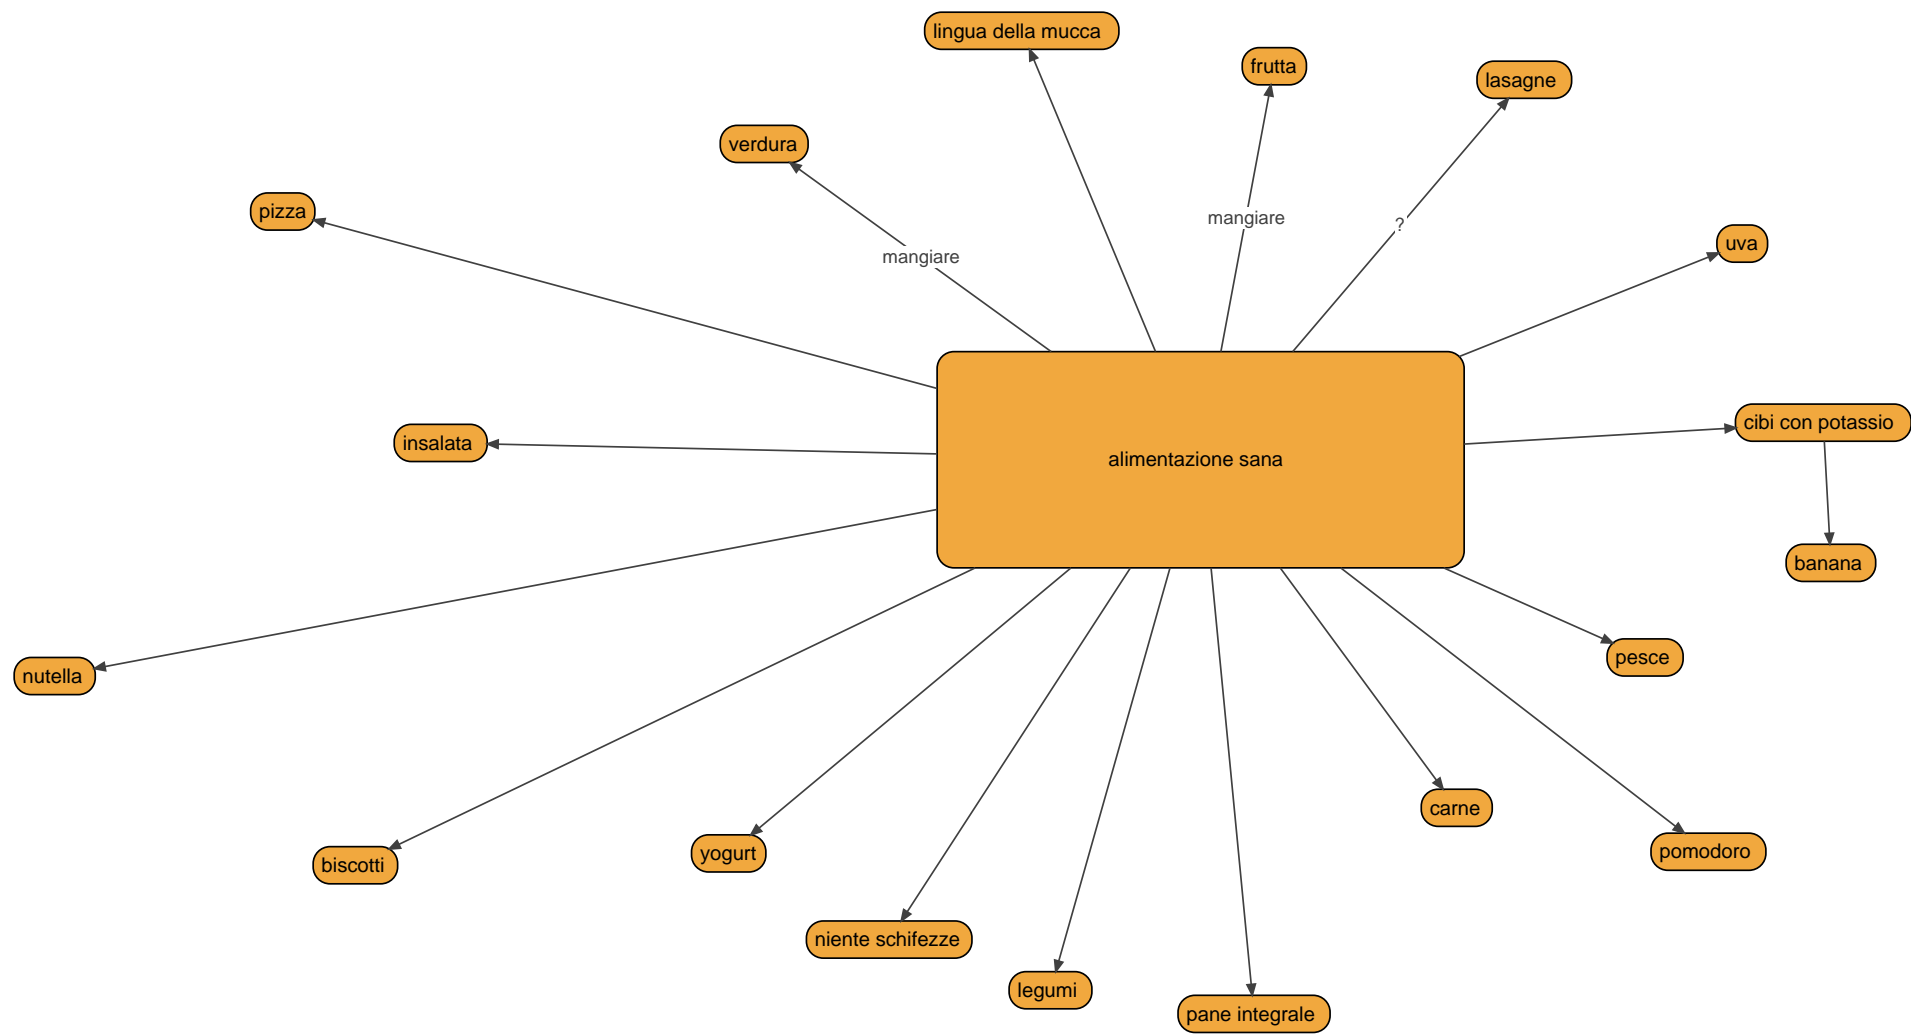 lingua della mucca
frutta
lasagne
verdura
pizza
mangiare
mangiare
?
uva
cibi con potassio
insalata
alimentazione sana
banana
pesce
nutella
carne
pomodoro
biscotti
yogurt
niente schifezze
legumi
pane integrale